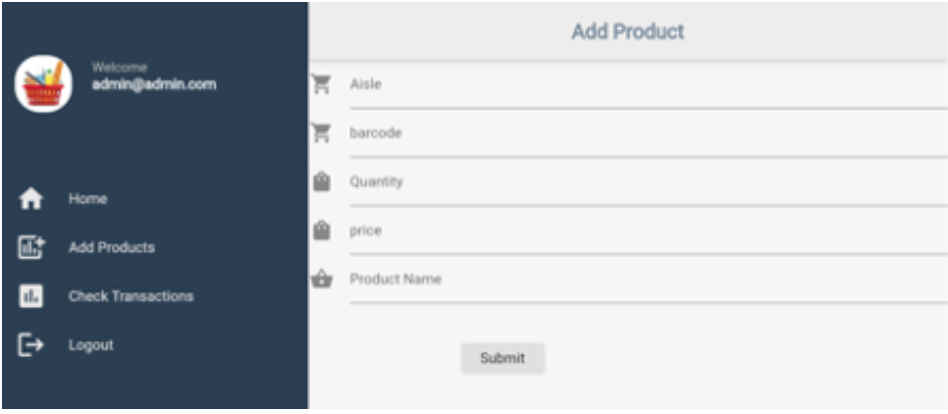 Welcome
admin@admin.com
Home
Add Products
Check Transactions
Logout
Add Product
Aisle
barcode
Quantity
price
Product Name
Submit